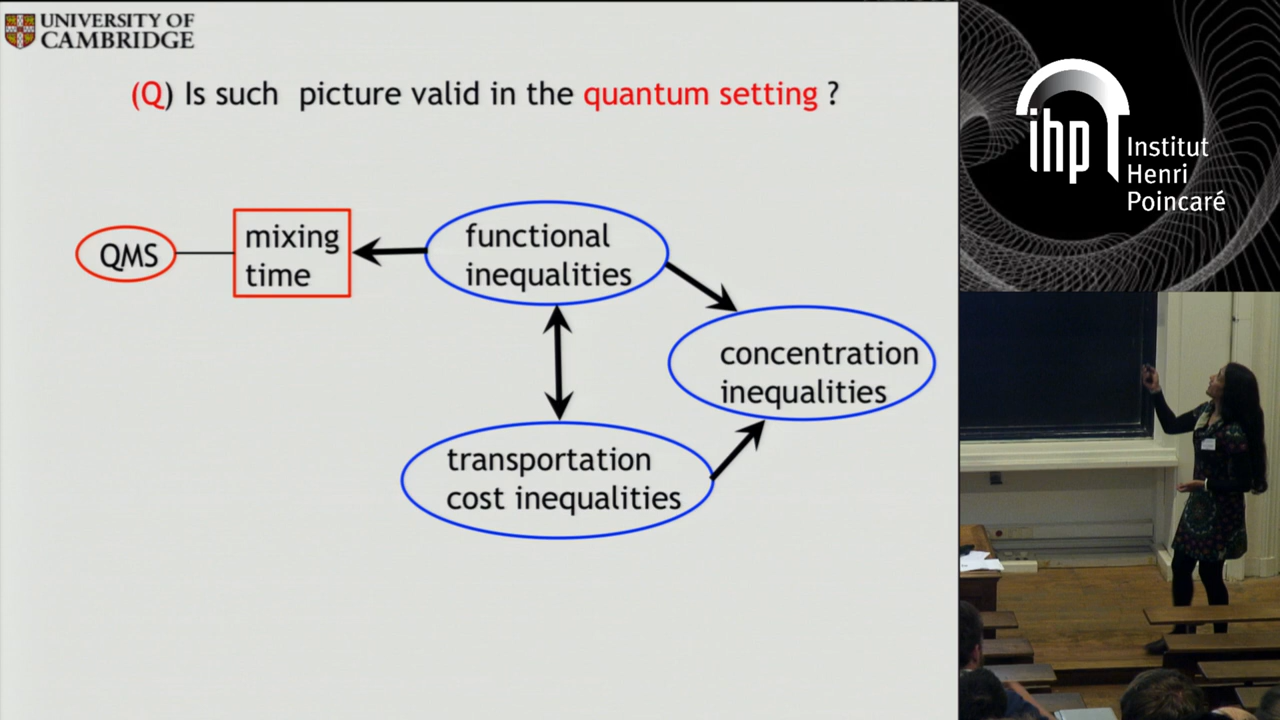 UNIVERSITY OF
CAMBRIDGE
(Q) Is such picture valid in the quantum setting ?
ihp
Institut
Henri
Poincaré
QMS
mixing
time
functional
inequalities
concentration
inequalities
transportation
cost inequalities